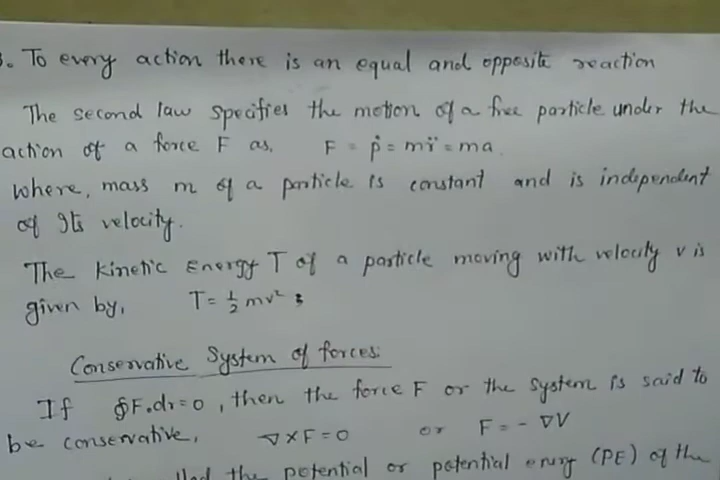 3. To every action there is an equal and opposite reaction
The second law specifies the motion of a free particle under the
action of a force F as, F = ṗ = mr̈ = ma.
where, mass m of a particle is constant and is independent
of its velocity.
The kinetic Energy T of a particle moving with velocity v is
given by, T = ½ mv² ;
Conservative System of forces:
If ∮F.dr=0, then the force F or the system is said to
be conservative, ∇×F=0 or F = -∇V
the potential or potential energy (PE) of the